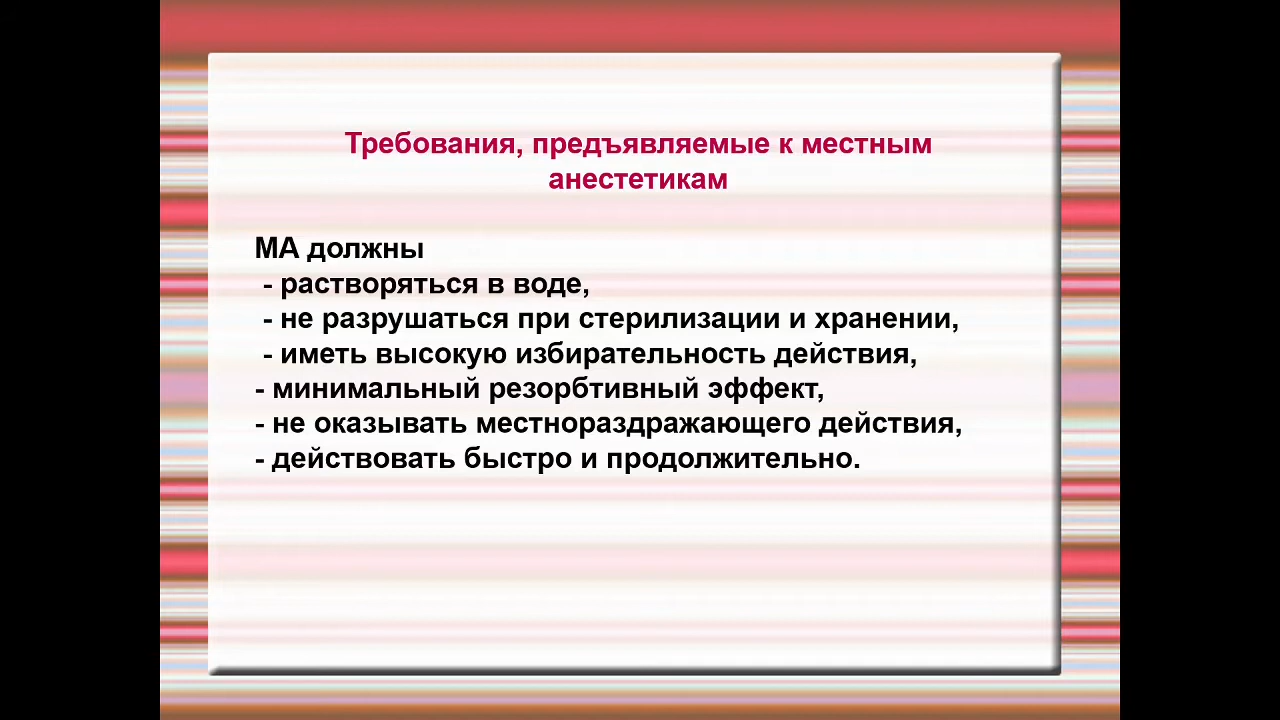 Требования, предъявляемые к местным
анестетикам
МА должны
- растворяться в воде,
- не разрушаться при стерилизации и хранении,
- иметь высокую избирательность действия,
- минимальный резорбтивный эффект,
- не оказывать местнораздражающего действия,
- действовать быстро и продолжительно.